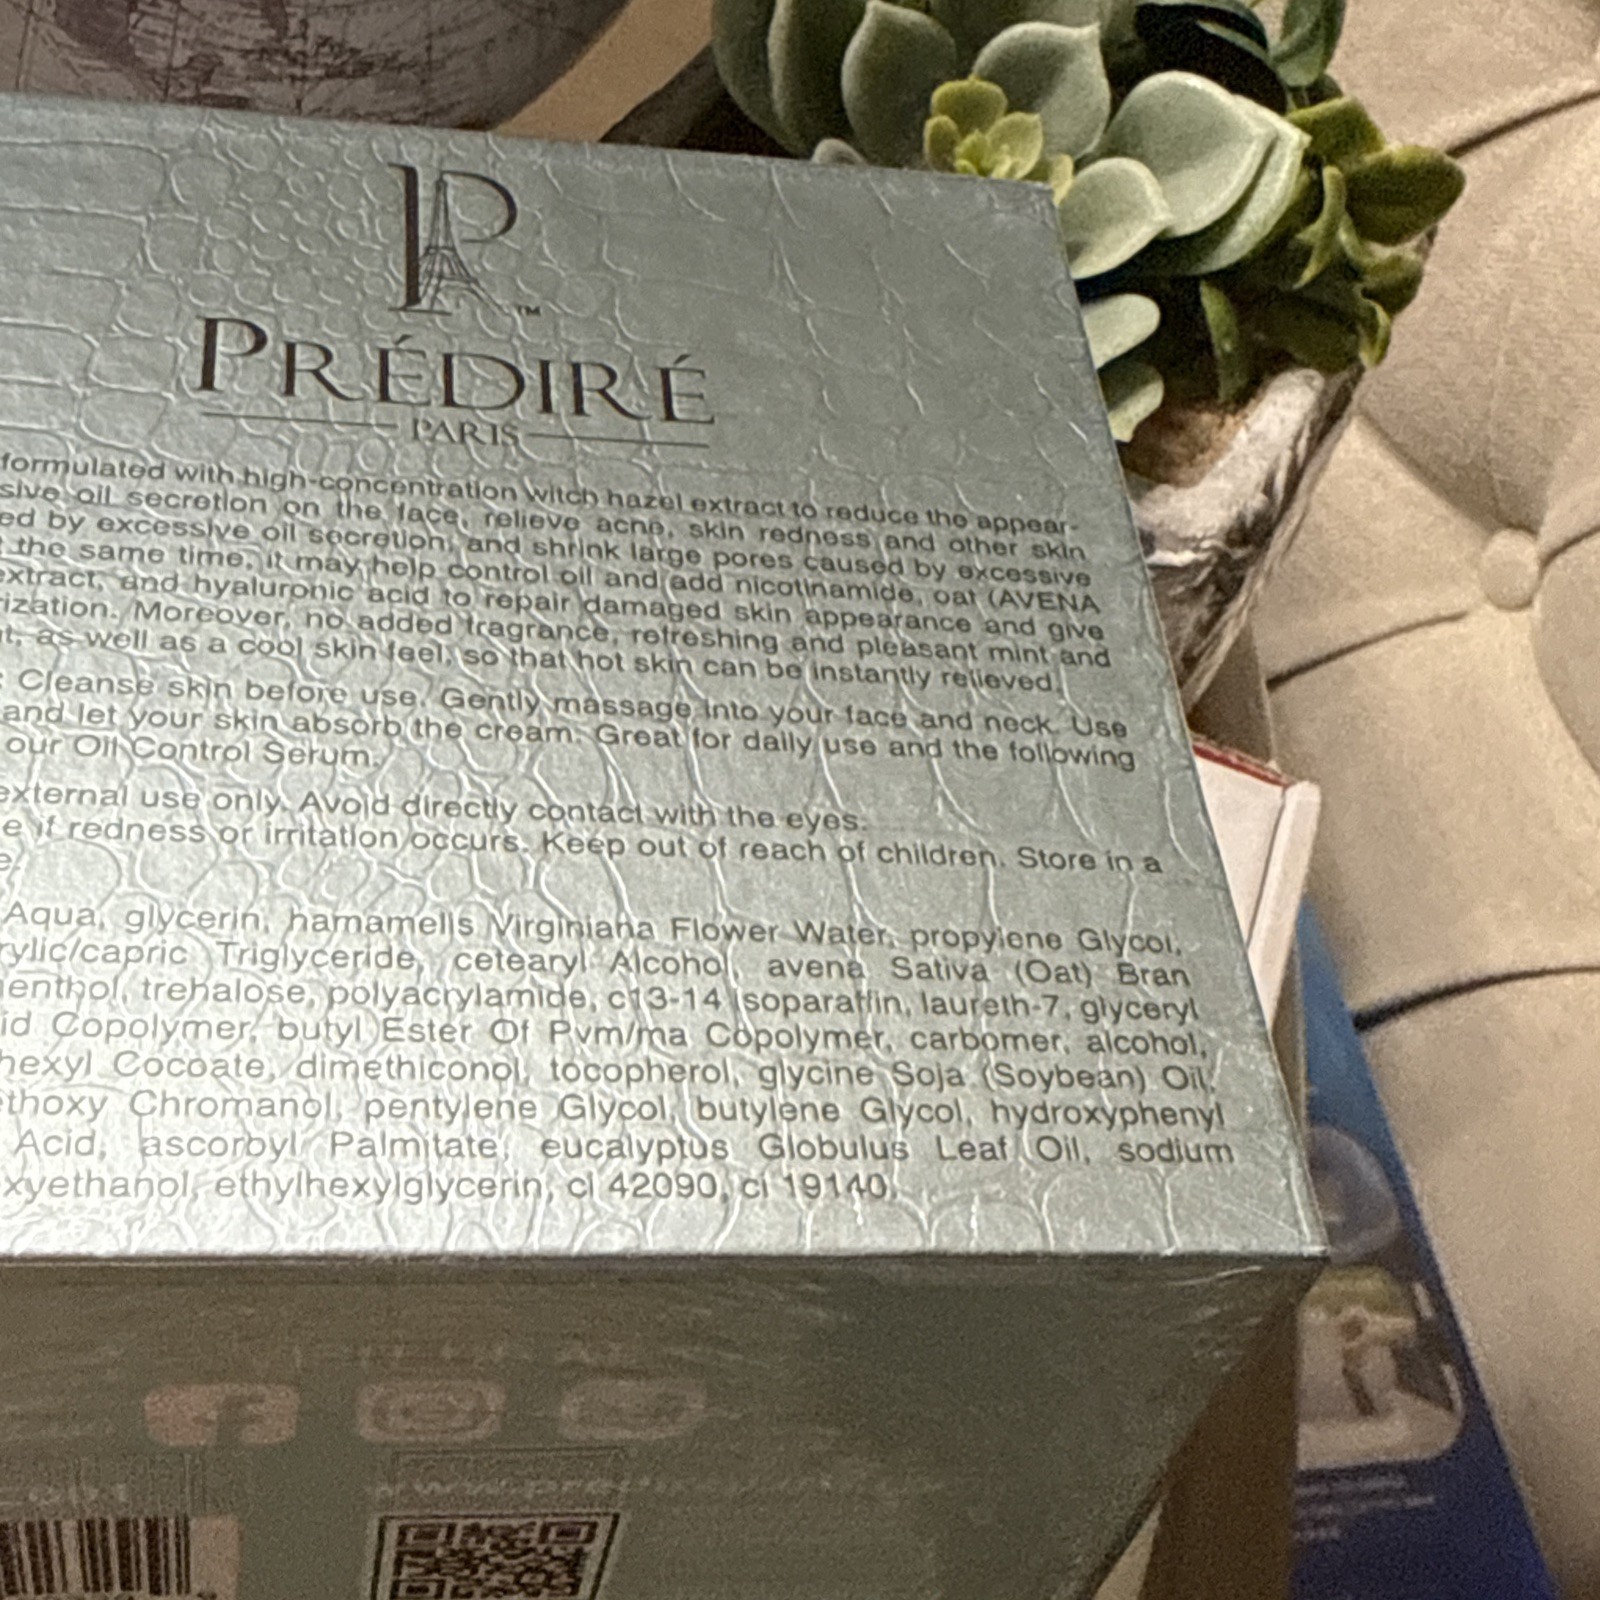 P
TM
PRÉDIRÉ
PARIS
formulated with high-concentration witch hazel extract to reduce the appear-
sive oil secretion on the face, relieve acne, skin redness and other skin
ed by excessive oil secretion, and shrink large pores caused by excessive
the same time, it may help control oil and add nicotinamide, oat (AVENA
extract, and hyaluronic acid to repair damaged skin appearance and give
rization. Moreover, no added fragrance, refreshing and pleasant mint and
t, as well as a cool skin feel, so that hot skin can be instantly relieved.
: Cleanse skin before use. Gently massage into your face and neck. Use
and let your skin absorb the cream. Great for daily use and the following
our Oil Control Serum.
external use only. Avoid directly contact with the eyes.
e if redness or irritation occurs. Keep out of reach of children. Store in a
e.
Aqua, glycerin, hamamelis Virginiana Flower Water, propylene Glycol,
rylic/capric Triglyceride, cetearyl Alcohol, avena Sativa (Oat) Bran
enthol, trehalose, polyacrylamide, c13-14 Isoparaffin, laureth-7, glyceryl
id Copolymer, butyl Ester Of Pvm/ma Copolymer, carbomer, alcohol,
hexyl Cocoate, dimethiconol, tocopherol, glycine Soja (Soybean) Oil,
ethoxy Chromanol, pentylene Glycol, butylene Glycol, hydroxyphenyl
Acid, ascorbyl Palmitate, eucalyptus Globulus Leaf Oil, sodium
xyethanol, ethylhexylglycerin, ci 42090, ci 19140.